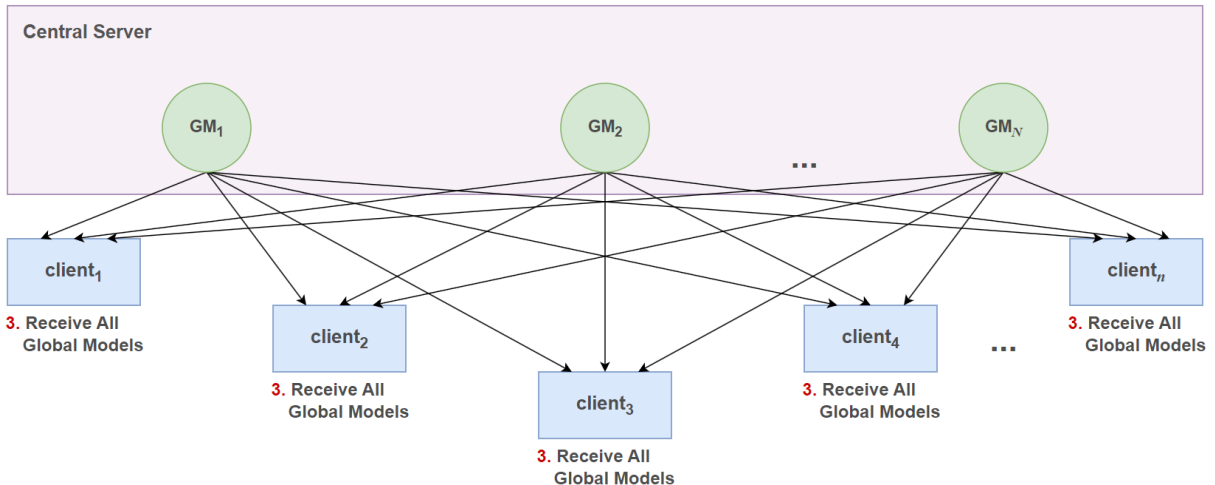 Central Server
GM₁
GM₂
GM_N
...
client₁
3. Receive All
Global Models
client₂
3. Receive All
Global Models
client₃
3. Receive All
Global Models
client₄
3. Receive All
Global Models
...
clientₙ
3. Receive All
Global Models